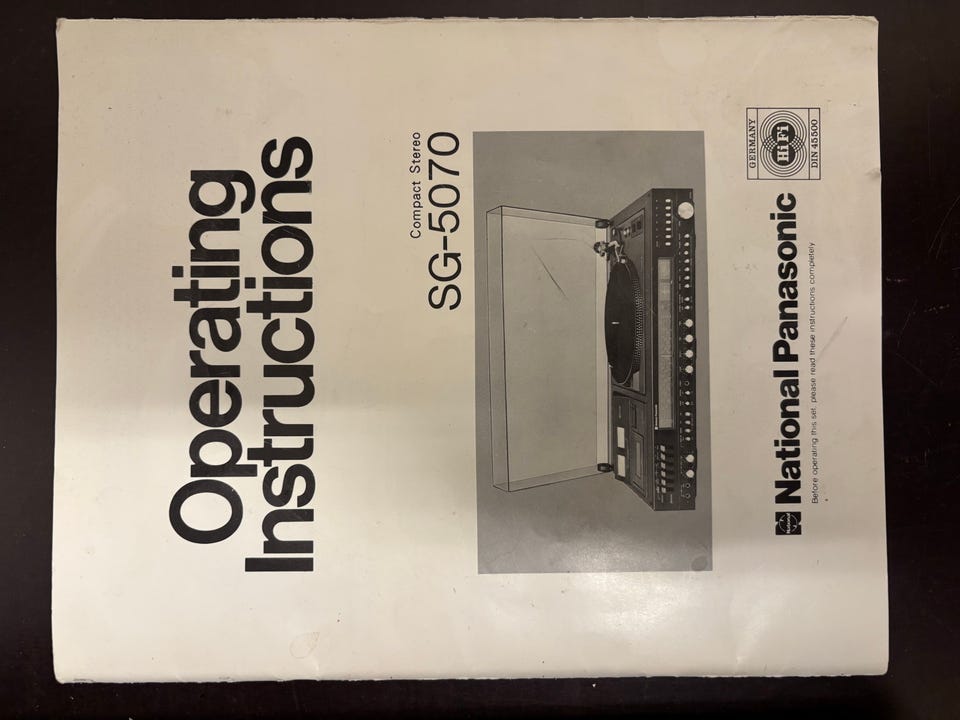 Operating
Instructions
Compact Stereo
SG-5070
National
National Panasonic
Before operating this set, please read these instructions completely.
GERMANY
HiFi
DIN 45500